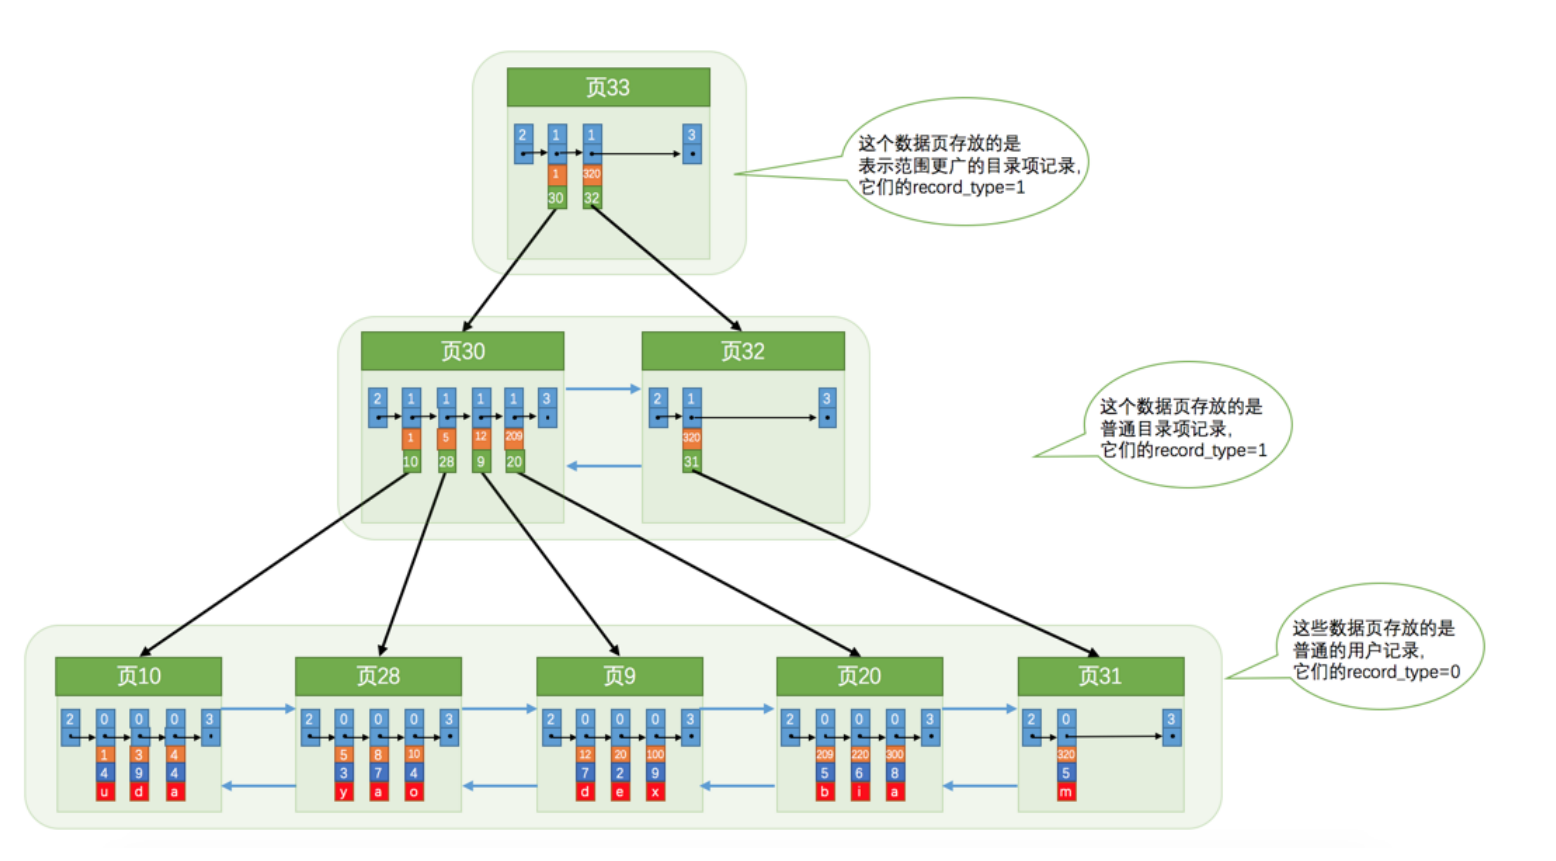 页33
2 1 1 3
1 320
30 32
这个数据页存放的是
表示范围更广的目录项记录,
它们的record_type=1
页30
2 1 1 1 1 3
1 5 12 209
10 28 9 20
页32
2 1 3
320
31
这个数据页存放的是
普通目录项记录,
它们的record_type=1
页10
2 0 0 0 3
1 3 4
4 9 4
u d a
页28
2 0 0 0 3
5 8 10
3 7 4
y a o
页9
2 0 0 0 3
12 20 100
7 2 9
d e x
页20
2 0 0 0 3
209 220 300
5 6 8
b i a
页31
2 0 3
320
5
m
这些数据页存放的是
普通的用户记录,
它们的record_type=0